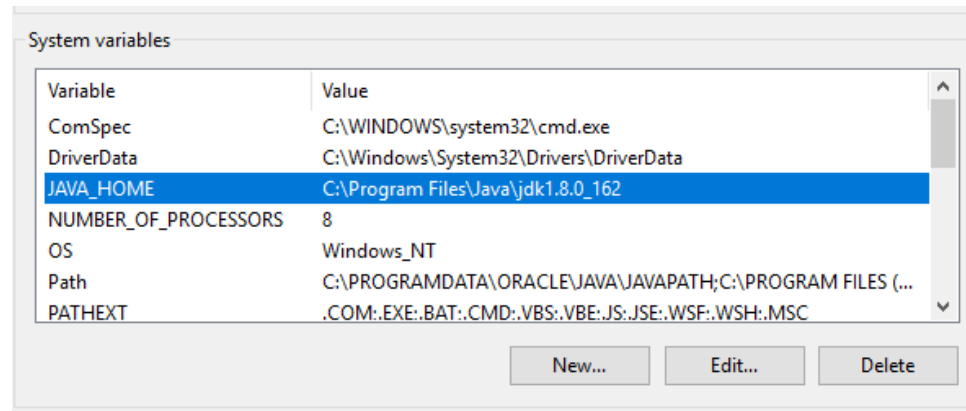 System variables
Variable Value
ComSpec C:\WINDOWS\system32\cmd.exe
DriverData C:\Windows\System32\Drivers\DriverData
JAVA_HOME C:\Program Files\Java\jdk1.8.0_162
NUMBER_OF_PROCESSORS 8
OS Windows_NT
Path C:\PROGRAMDATA\ORACLE\JAVA\JAVAPATH;C:\PROGRAM FILES (...
PATHEXT .COM;.EXE;.BAT;.CMD;.VBS;.VBE;.JS;.JSE;.WSF;.WSH;.MSC
New... Edit... Delete